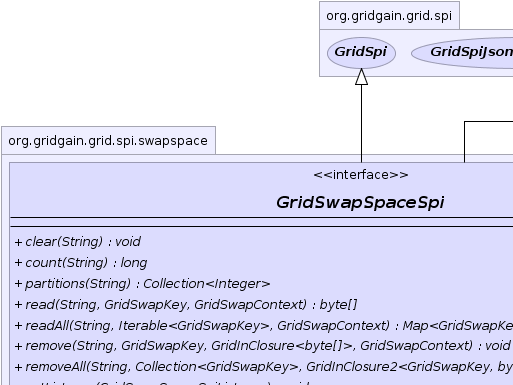 org.gridgain.grid.spi
GridSpi
GridSpiJson
org.gridgain.grid.spi.swapspace
<<interface>>
GridSwapSpaceSpi
+ clear(String) : void
+ count(String) : long
+ partitions(String) : Collection<Integer>
+ read(String, GridSwapKey, GridSwapContext) : byte[]
+ readAll(String, Iterable<GridSwapKey>, GridSwapContext) : Map<GridSwapKe
+ remove(String, GridSwapKey, GridInClosure<byte[]>, GridSwapContext) : void
+ removeAll(String, Collection<GridSwapKey>, GridInClosure2<GridSwapKey, by